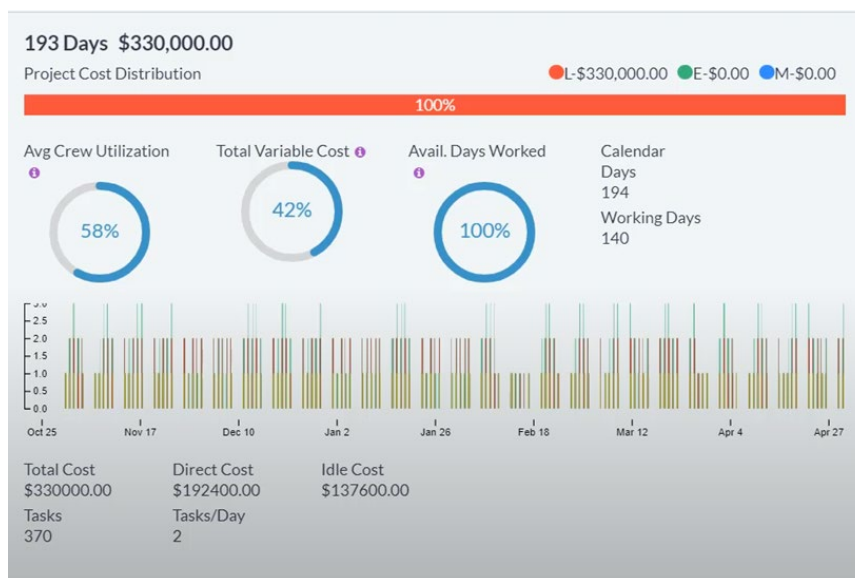 193 Days $330,000.00
Project Cost Distribution
L-$330,000.00 E-$0.00 M-$0.00
100%
Avg Crew Utilization
Total Variable Cost
Avail. Days Worked
Calendar
Days
194
Working Days
140
58%
42%
100%
3.0
2.5
2.0
1.5
1.0
0.5
0.0
Oct 25 Nov 17 Dec 10 Jan 2 Jan 26 Feb 18 Mar 12 Apr 4 Apr 27
Total Cost Direct Cost Idle Cost
$330000.00 $192400.00 $137600.00
Tasks Tasks/Day
370 2